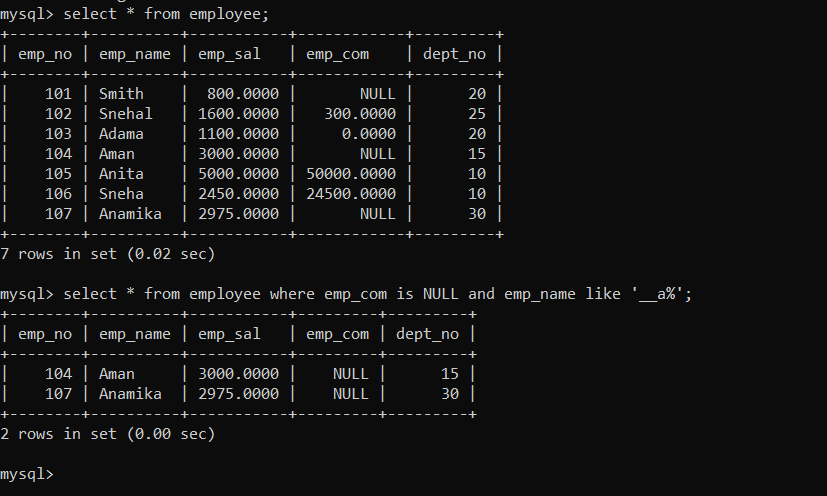 mysql> select * from employee;
+--------+----------+-----------+------------+---------+
| emp_no | emp_name | emp_sal   | emp_com    | dept_no |
+--------+----------+-----------+------------+---------+
|    101 | Smith    |  800.0000 |       NULL |      20 |
|    102 | Snehal   | 1600.0000 |   300.0000 |      25 |
|    103 | Adama    | 1100.0000 |     0.0000 |      20 |
|    104 | Aman     | 3000.0000 |       NULL |      15 |
|    105 | Anita    | 5000.0000 | 50000.0000 |      10 |
|    106 | Sneha    | 2450.0000 | 24500.0000 |      10 |
|    107 | Anamika  | 2975.0000 |       NULL |      30 |
+--------+----------+-----------+------------+---------+
7 rows in set (0.02 sec)

mysql> select * from employee where emp_com is NULL and emp_name like '__a%';
+--------+----------+-----------+---------+---------+
| emp_no | emp_name | emp_sal   | emp_com | dept_no |
+--------+----------+-----------+---------+---------+
|    104 | Aman     | 3000.0000 |    NULL |      15 |
|    107 | Anamika  | 2975.0000 |    NULL |      30 |
+--------+----------+-----------+---------+---------+
2 rows in set (0.00 sec)

mysql>